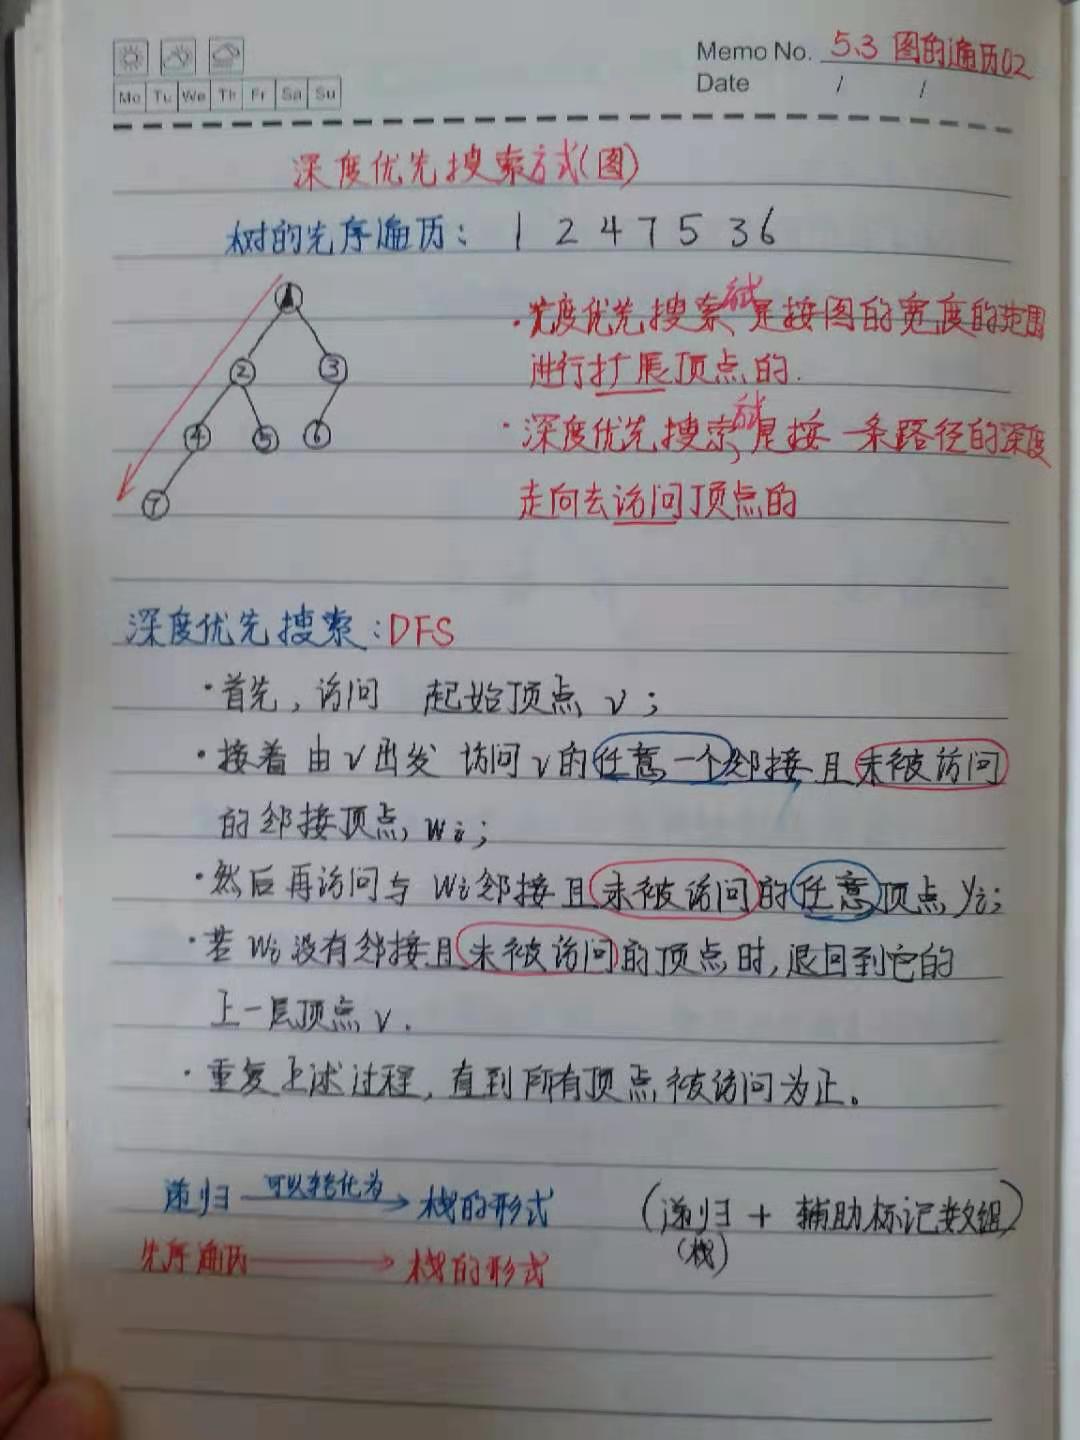 Memo No. 5.3 图的遍历02
Mo Tu We Th Fr Sa Su
Date / /
深度优先搜索方式(图)
树的先序遍历: 1 2 4 7 5 3 6
1
2 3
4 5 6
7
·宽度优先搜索,就是按图的宽度的范围
进行扩展顶点的.
·深度优先搜索,就是按一条路径的深度
走向去访问顶点的
深度优先搜索:DFS
·首先,访问 起始顶点 v;
·接着 由v出发 访问v的任意一个邻接且未被访问
的邻接顶点 wi;
·然后再访问与 wi邻接且未被访问的任意顶点 yi;
·若 wi没有邻接且未被访问的顶点时,退回到它的
上一层顶点 v.
·重复上述过程,直到所有顶点被访问为止。
递归 可以转化为 栈的形式 (递归 + 辅助标记数组)
(栈)
先序遍历 栈的形式